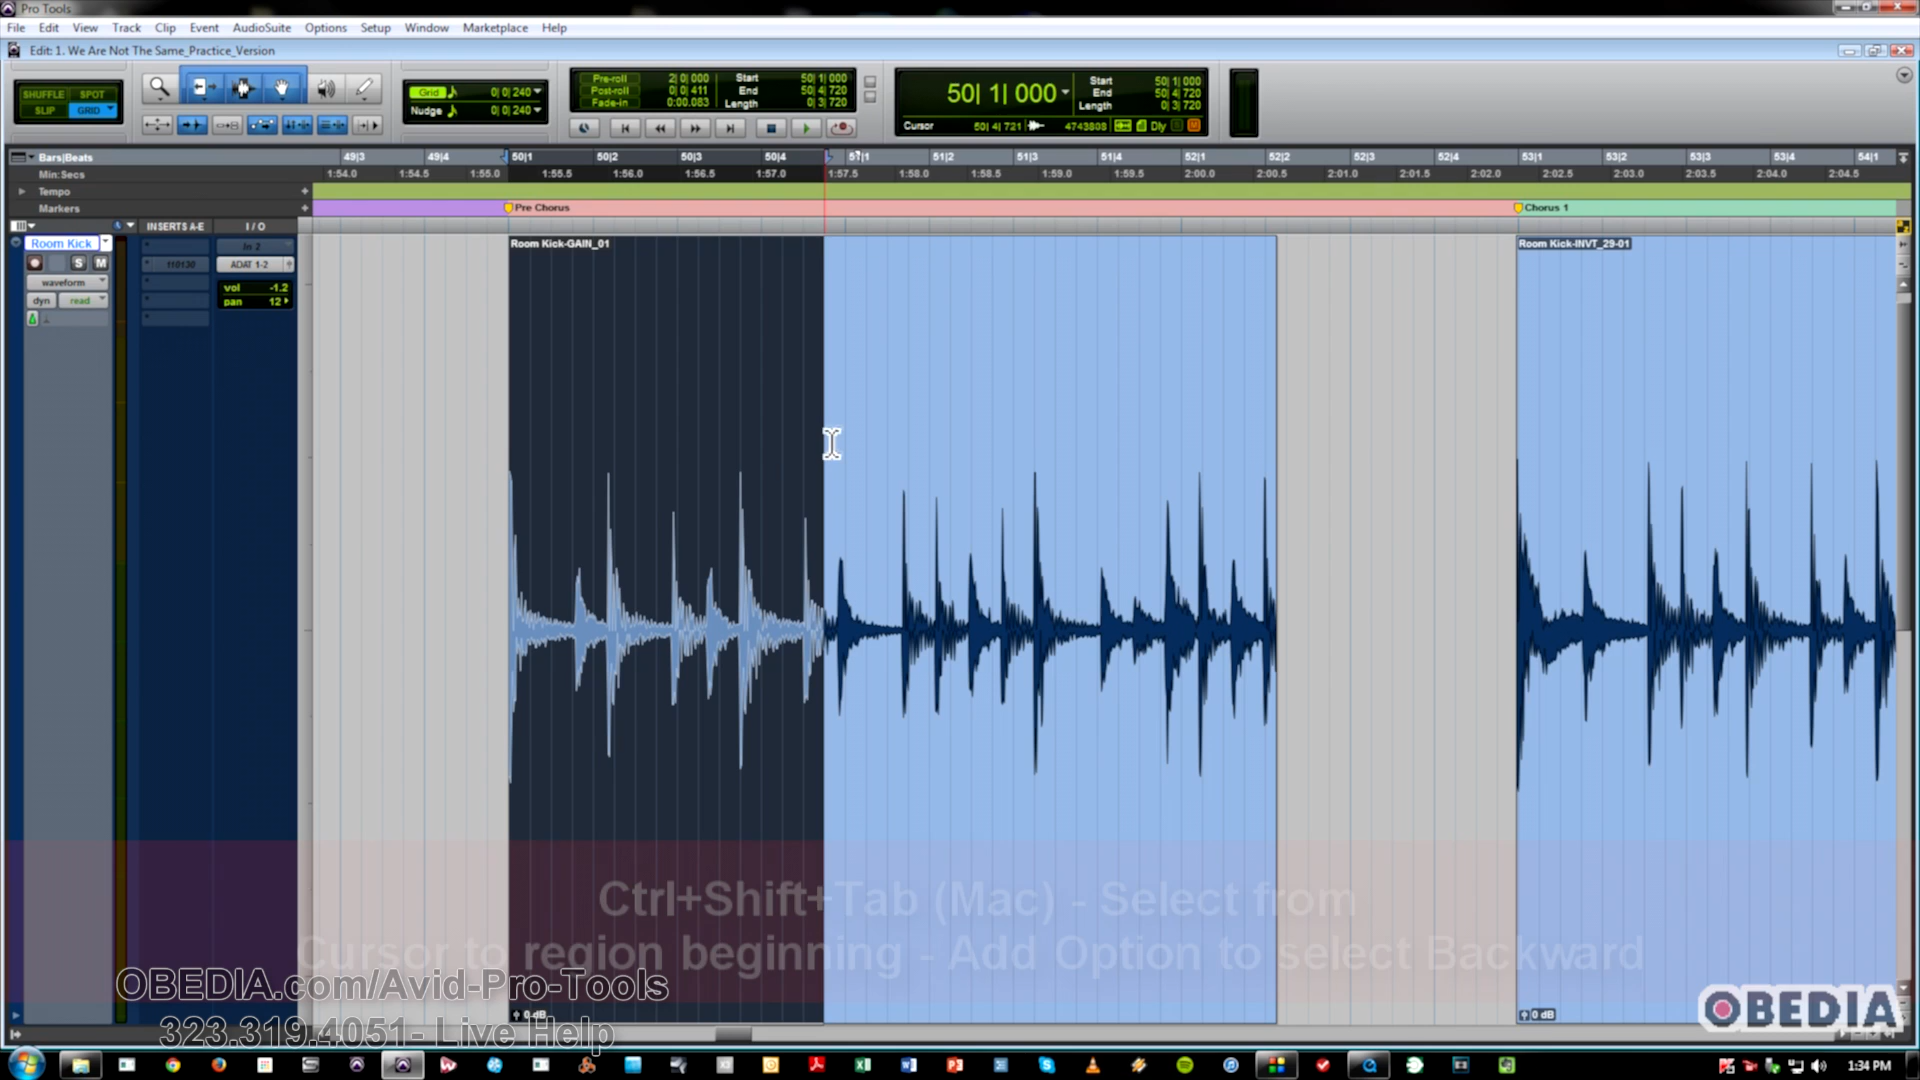 Pro Tools
File Edit View Track Clip Event AudioSuite Options Setup Window Marketplace Help
Edit: 1. We Are Not The Same_Practice_Version
SHUFFLE SPOT
SLIP GRID
Grid 0| 0| 240
Nudge 0| 0| 240
Pre-roll 2| 0| 000
Post-roll 0| 0| 411
Fade-in 0:00.083
Start 50| 1| 000
End 50| 4| 720
Length 0| 3| 720
50| 1| 000
Start 50| 1| 000
End 50| 4| 720
Length 0| 3| 720
Cursor 50| 4| 721 4743808 Dly S M
Bars|Beats 49|3 49|4 50|1 50|2 50|3 50|4 51|1 51|2 51|3 51|4 52|1 52|2 52|3 52|4 53|1 53|2 53|3 53|4 54|1
Min:Secs 1:54.0 1:54.5 1:55.0 1:55.5 1:56.0 1:56.5 1:57.0 1:57.5 1:58.0 1:58.5 1:59.0 1:59.5 2:00.0 2:00.5 2:01.0 2:01.5 2:02.0 2:02.5 2:03.0 2:03.5 2:04.0 2:04.5
Tempo
Markers Pre Chorus Chorus 1
INSERTS A-E I / O
Room Kick
In 2
S M
110130
ADAT 1-2
waveform
vol -1.2
dyn read
pan 12
Room Kick-GAIN_01
Room Kick-INVT_29-01
Ctrl+Shift+Tab (Mac) - Select from
Cursor to region beginning - Add Option to select Backward
OBEDIA.com/Avid-Pro-Tools
323.319.4051- Live Help
0 dB
0 dB
OBEDIA
1:34 PM